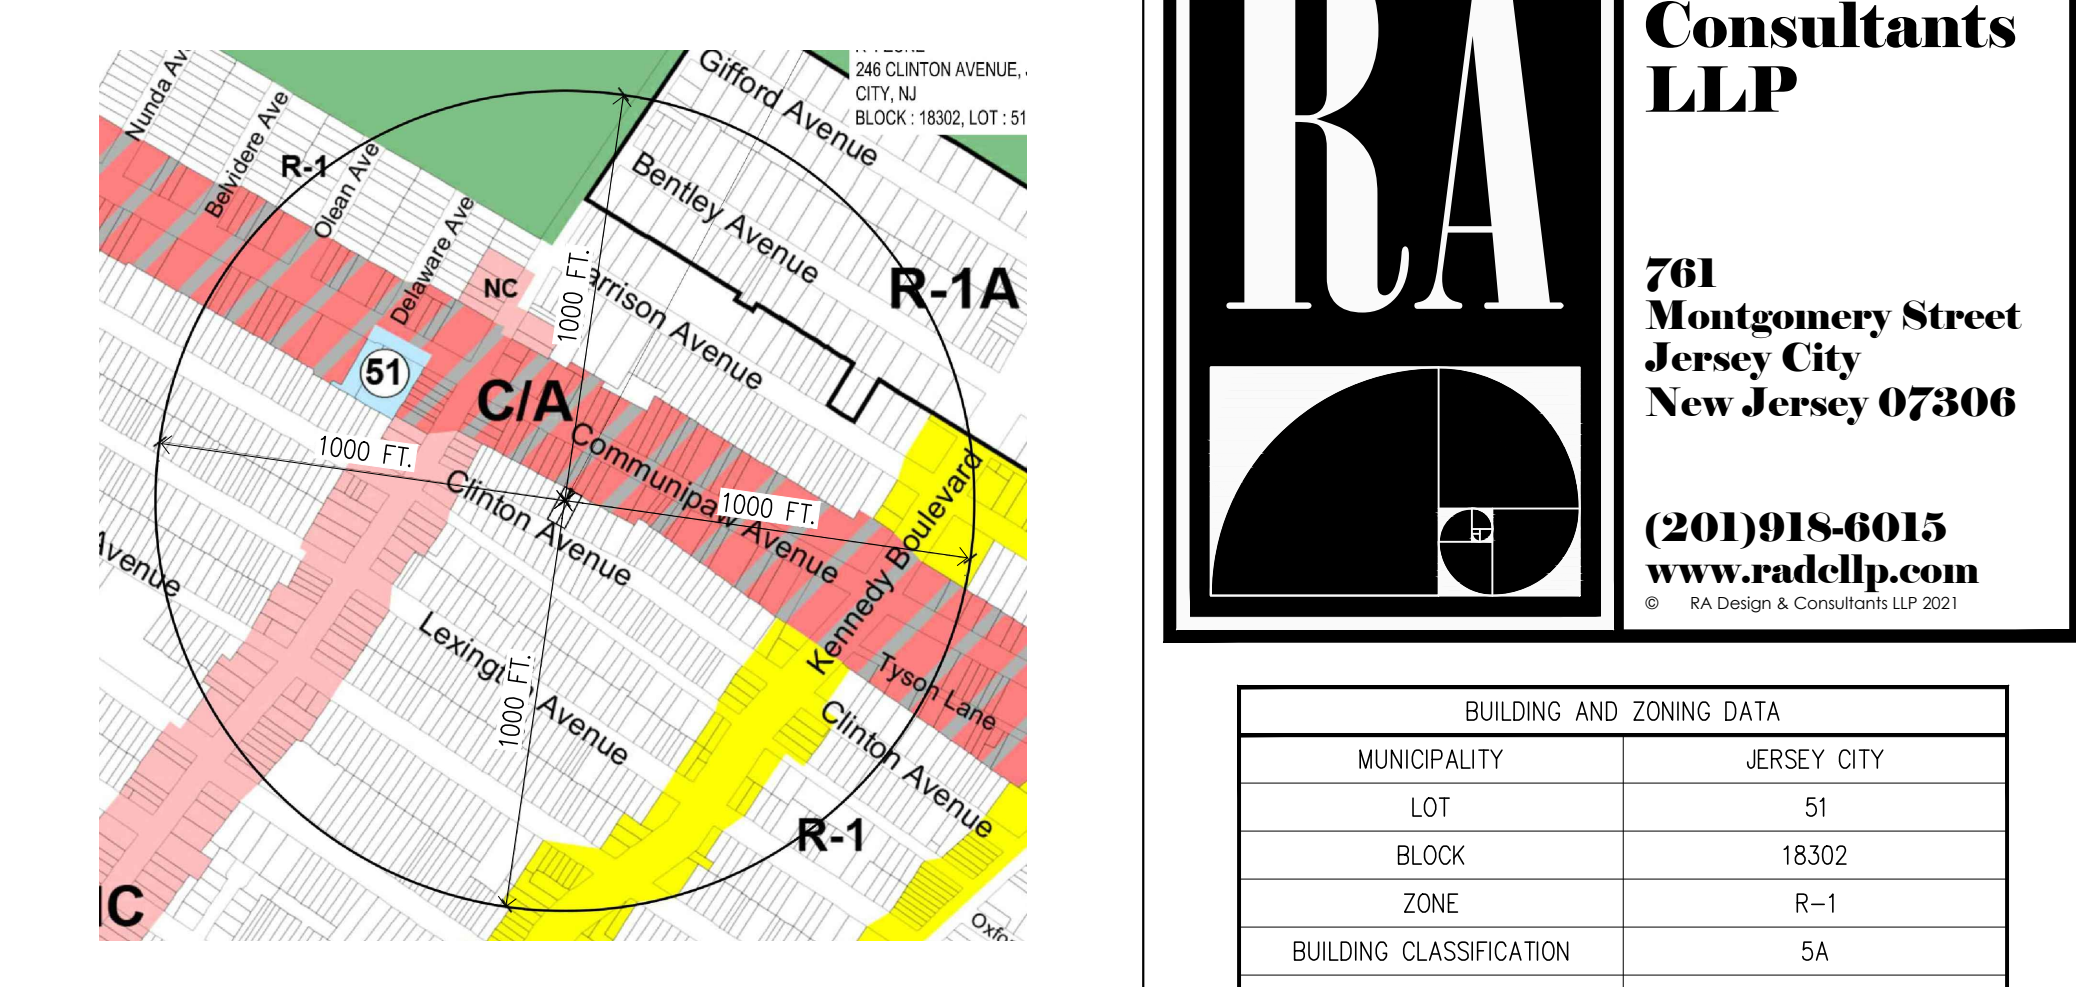 246 CLINTON AVENUE,
CITY, NJ
BLOCK : 18302, LOT : 51
Gifford Avenue
Nunda Av
Belvidere Ave
R-1
Olean Ave
Bentley Avenue
Delaware Ave
NC
1000 FT.
arrison Avenue
R-1A
51
C/A
1000 FT.
Communipaw Avenue
1000 FT.
Clinton Avenue
Kennedy Boulevard
Avenue
Lexington Avenue
1000 FT.
Tyson Lane
Clinton Avenue
R-1
NC
Oxfo
RA
Consultants
LLP
761
Montgomery Street
Jersey City
New Jersey 07306
(201)918-6015
www.radcllp.com
© RA Design & Consultants LLP 2021
BUILDING AND ZONING DATA
MUNICIPALITY JERSEY CITY
LOT 51
BLOCK 18302
ZONE R-1
BUILDING CLASSIFICATION 5A